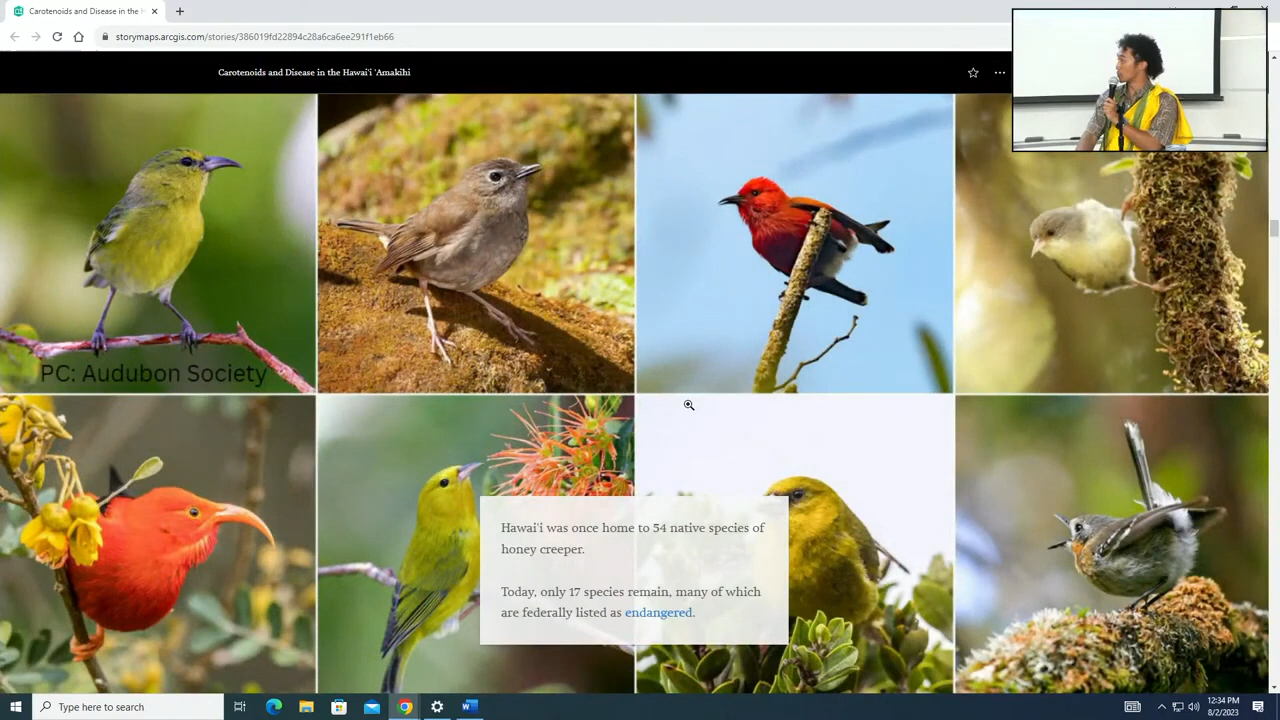 Carotenoids and Disease in the H
storymaps.arcgis.com/stories/386019fd22894c28a6ca6ee291f1eb66
Carotenoids and Disease in the Hawai'i 'Amakihi
PC: Audubon Society
Hawai'i was once home to 54 native species of
honey creeper.
Today, only 17 species remain, many of which
are federally listed as endangered.
Type here to search
12:34 PM
8/2/2023